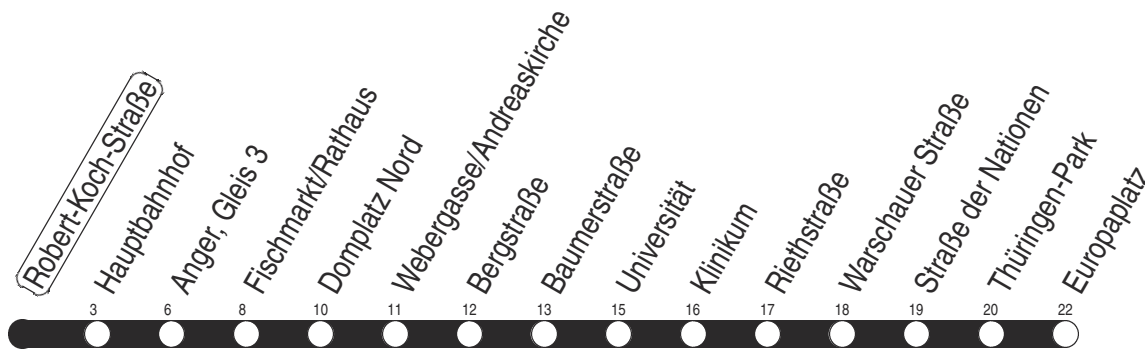 Robert-Koch-Straße
Hauptbahnhof
Anger, Gleis 3
Fischmarkt/Rathaus
Domplatz Nord
Webergasse/Andreaskirche
Bergstraße
Baumerstraße
Universität
Klinikum
Riethstraße
Warschauer Straße
Straße der Nationen
Thüringen-Park
Europaplatz
3 6 8 10 11 12 13 15 16 17 18 19 20 22